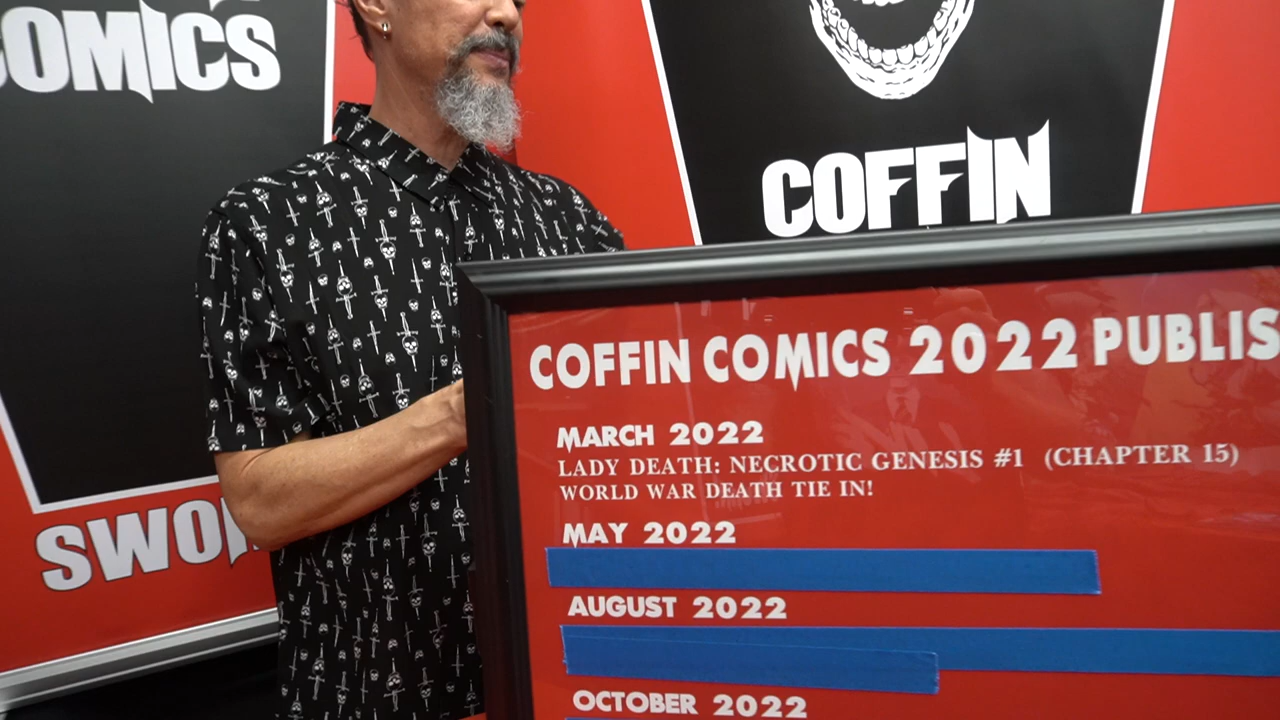 COMICS
COFFIN
SWO
COFFIN COMICS 2022 PUBLIS
MARCH 2022
LADY DEATH: NECROTIC GENESIS #1 (CHAPTER 15)
WORLD WAR DEATH TIE IN!
MAY 2022
AUGUST 2022
OCTOBER 2022